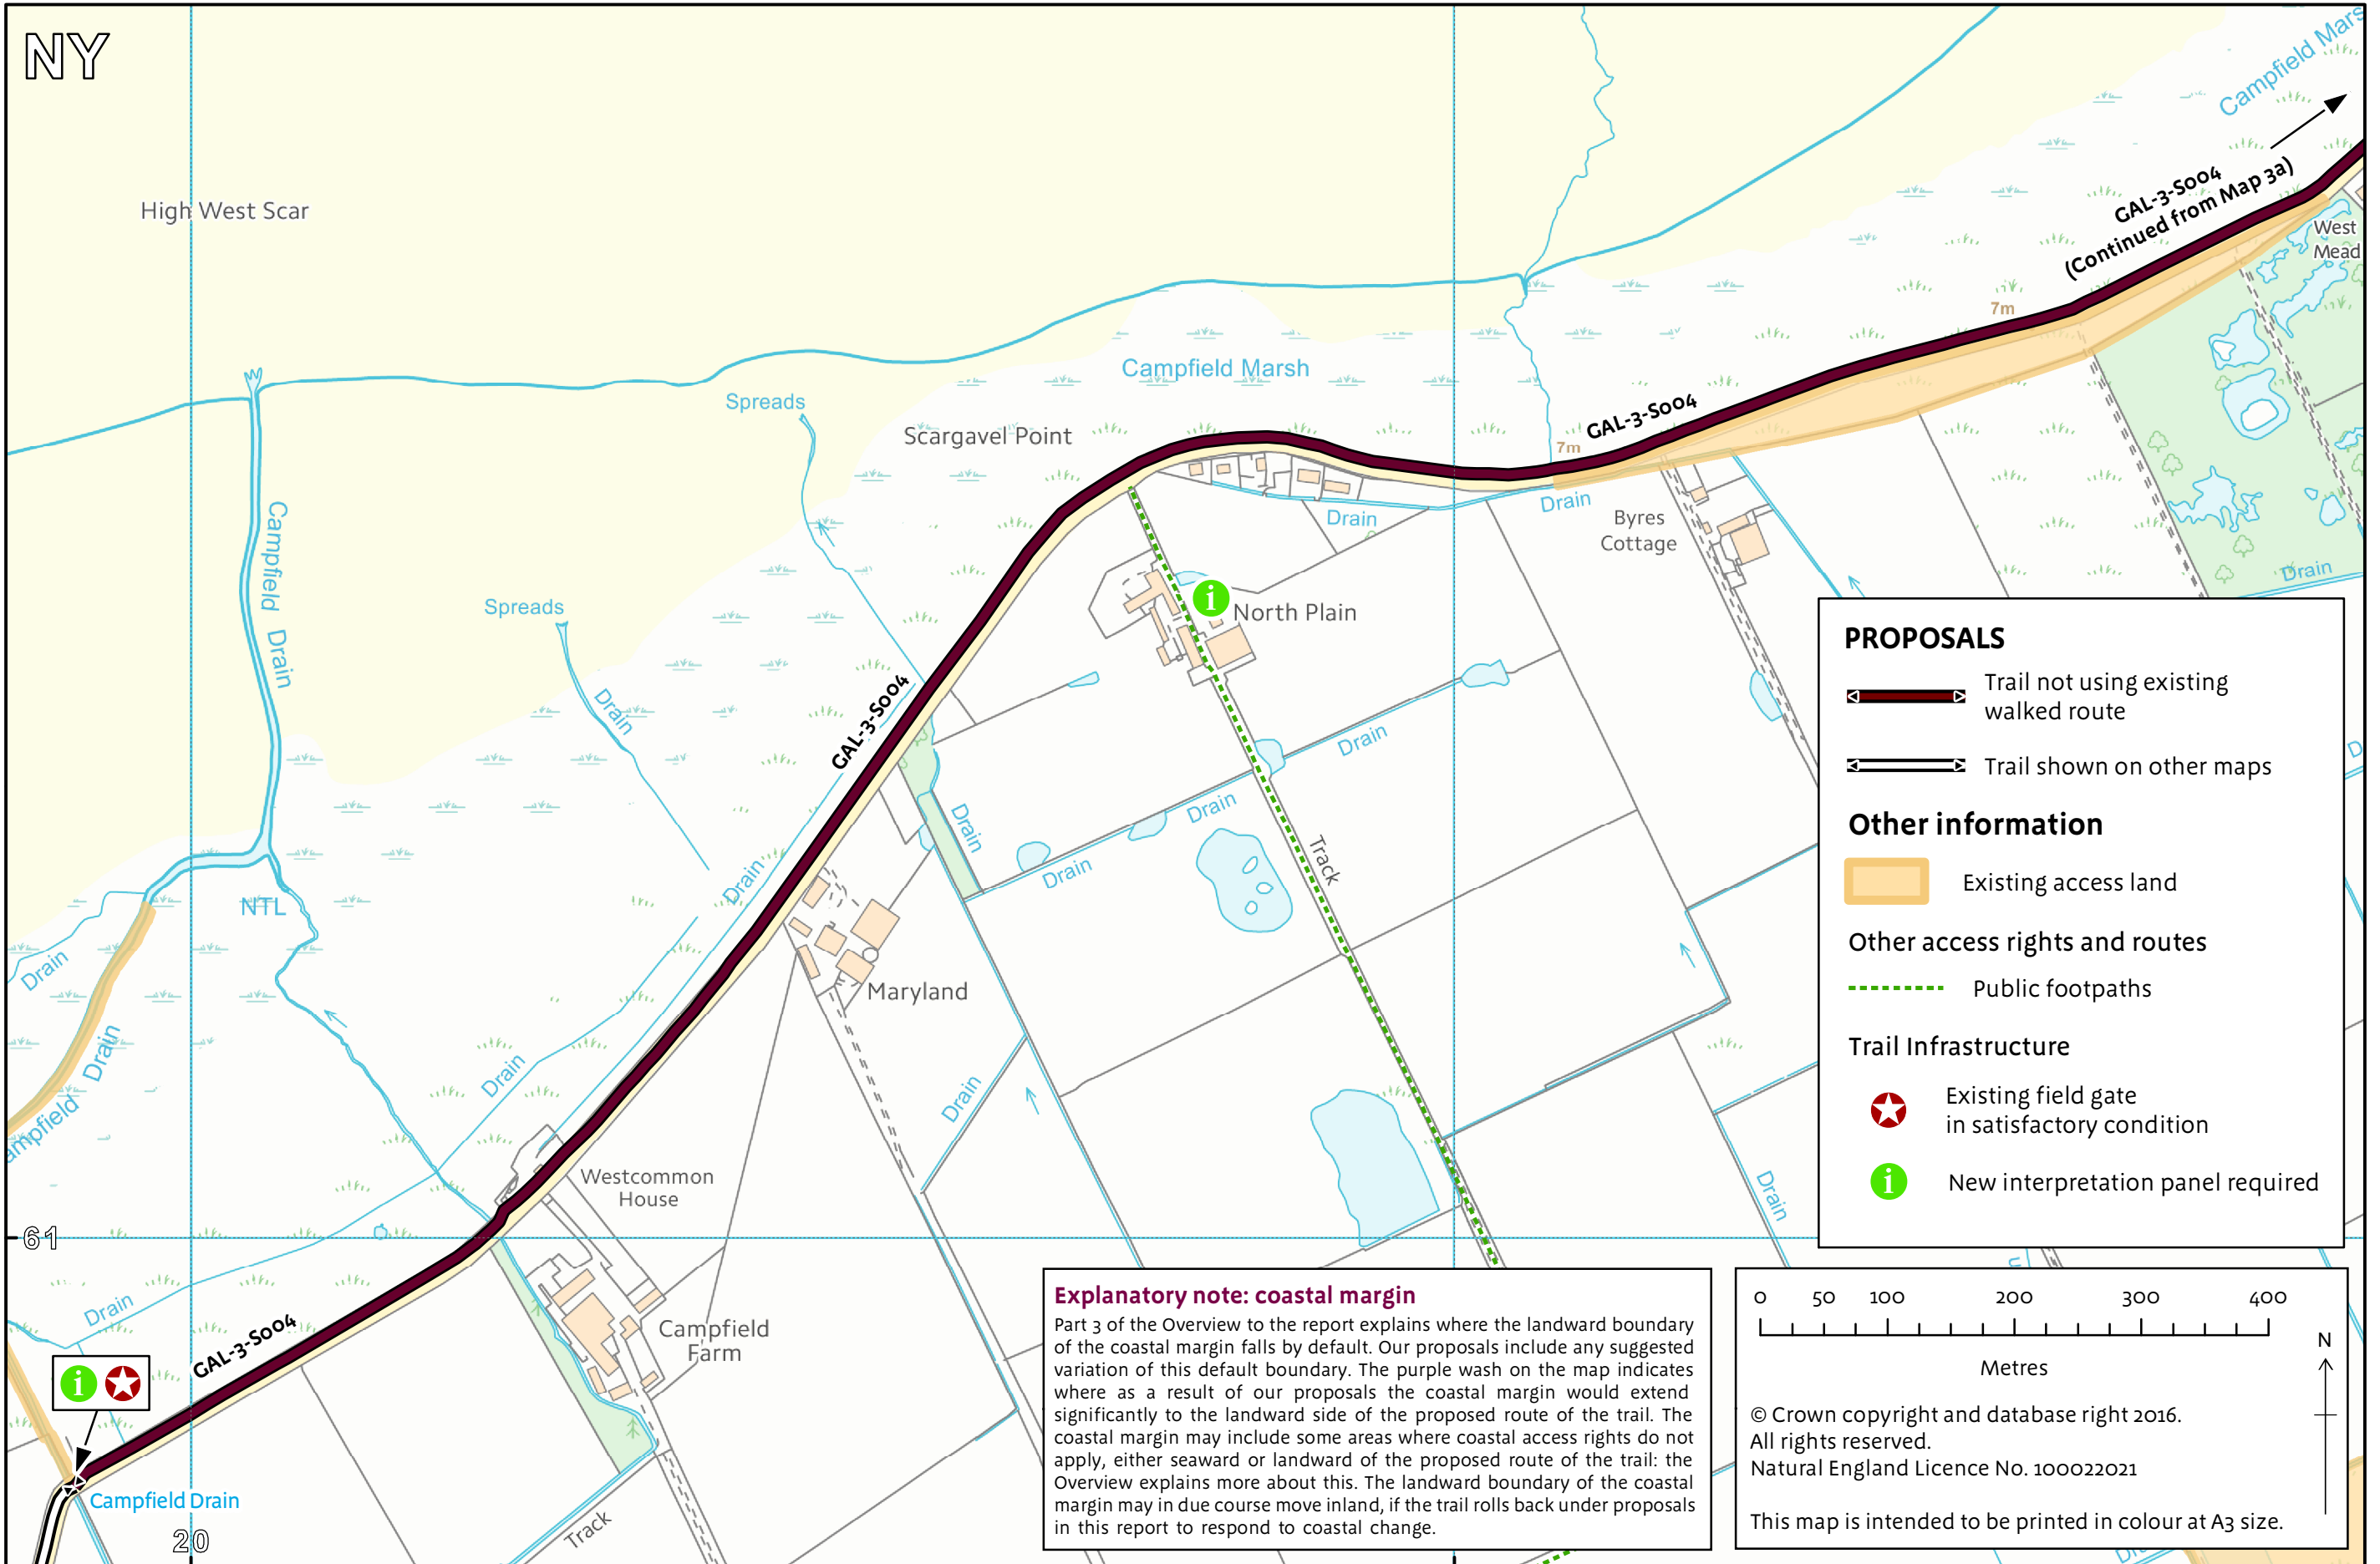 NY
Campfield Mars
High West Scar
GAL-3-S004
(Continued from Map 3a)
West
Mead
7m
Campfield Marsh
Spreads
Scargavel Point
GAL-3-S004
7m
Drain
Drain
Byres
Cottage
Campfield Drain
Drain
Spreads
North Plain
Drain
GAL-3-S004
Drain
Drain
Drain
Drain
Track
Drain
NTL
Drain
Maryland
Drain
ampfield Drain
Drain
Drain
Westcommon
House
Drain
61
Drain
GAL-3-S004
Campfield
Farm
Campfield Drain
20
Track
PROPOSALS
Trail not using existing
walked route
Trail shown on other maps
Other information
Existing access land
Other access rights and routes
Public footpaths
Trail Infrastructure
Existing field gate
in satisfactory condition
i New interpretation panel required
Explanatory note: coastal margin
Part 3 of the Overview to the report explains where the landward boundary
of the coastal margin falls by default. Our proposals include any suggested
variation of this default boundary. The purple wash on the map indicates
where as a result of our proposals the coastal margin would extend
significantly to the landward side of the proposed route of the trail. The
coastal margin may include some areas where coastal access rights do not
apply, either seaward or landward of the proposed route of the trail: the
Overview explains more about this. The landward boundary of the coastal
margin may in due course move inland, if the trail rolls back under proposals
in this report to respond to coastal change.
0 50 100 200 300 400
Metres
N
© Crown copyright and database right 2016.
All rights reserved.
Natural England Licence No. 100022021
This map is intended to be printed in colour at A3 size.